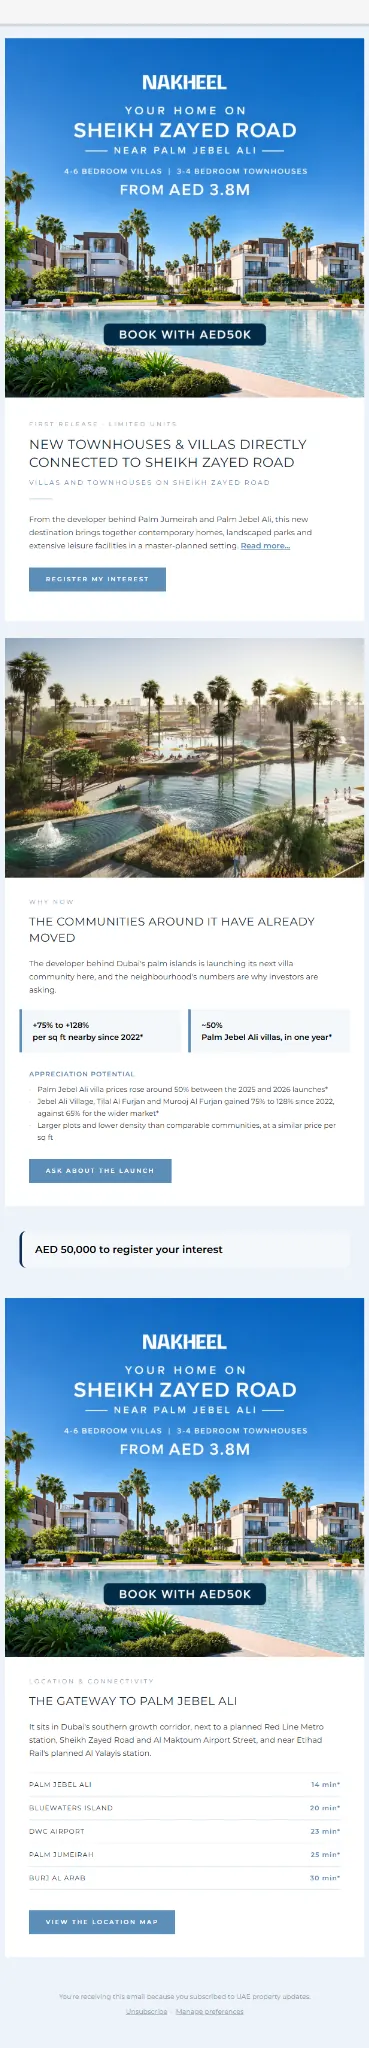 NAKHEEL
YOUR HOME ON
SHEIKH ZAYED ROAD
NEAR PALM JEBEL ALI
4-6 BEDROOM VILLAS | 3-4 BEDROOM TOWNHOUSES
FROM AED 3.8M
BOOK WITH AED50K
FIRST RELEASE · LIMITED UNITS
NEW TOWNHOUSES & VILLAS DIRECTLY
CONNECTED TO SHEIKH ZAYED ROAD
VILLAS AND TOWNHOUSES ON SHEIKH ZAYED ROAD
From the developer behind Palm Jumeirah and Palm Jebel Ali, this new
destination brings together contemporary homes, landscaped parks and
extensive leisure facilities in a master-planned setting. Read more...
REGISTER MY INTEREST
WHY NOW
THE COMMUNITIES AROUND IT HAVE ALREADY
MOVED
The developer behind Dubai's palm islands is launching its next villa
community here, and the neighbourhood's numbers are why investors are
asking.
+75% to +128%
per sq ft nearby since 2022*
~50%
Palm Jebel Ali villas, in one year*
APPRECIATION POTENTIAL
Palm Jebel Ali villa prices rose around 50% between the 2025 and 2026 launches*
Jebel Ali Village, Tilal Al Furjan and Murooj Al Furjan gained 75% to 128% since 2022,
against 65% for the wider market*
Larger plots and lower density than comparable communities, at a similar price per
sq ft
ASK ABOUT THE LAUNCH
AED 50,000 to register your interest
NAKHEEL
YOUR HOME ON
SHEIKH ZAYED ROAD
NEAR PALM JEBEL ALI
4-6 BEDROOM VILLAS | 3-4 BEDROOM TOWNHOUSES
FROM AED 3.8M
BOOK WITH AED50K
LOCATION & CONNECTIVITY
THE GATEWAY TO PALM JEBEL ALI
It sits in Dubai's southern growth corridor, next to a planned Red Line Metro
station, Sheikh Zayed Road and Al Maktoum Airport Street, and near Etihad
Rail's planned Al Yalayis station.
PALM JEBEL ALI 14 min*
BLUEWATERS ISLAND 20 min*
DWC AIRPORT 23 min*
PALM JUMEIRAH 25 min*
BURJ AL ARAB 30 min*
VIEW THE LOCATION MAP
You're receiving this email because you subscribed to UAE property updates.
Unsubscribe · Manage preferences